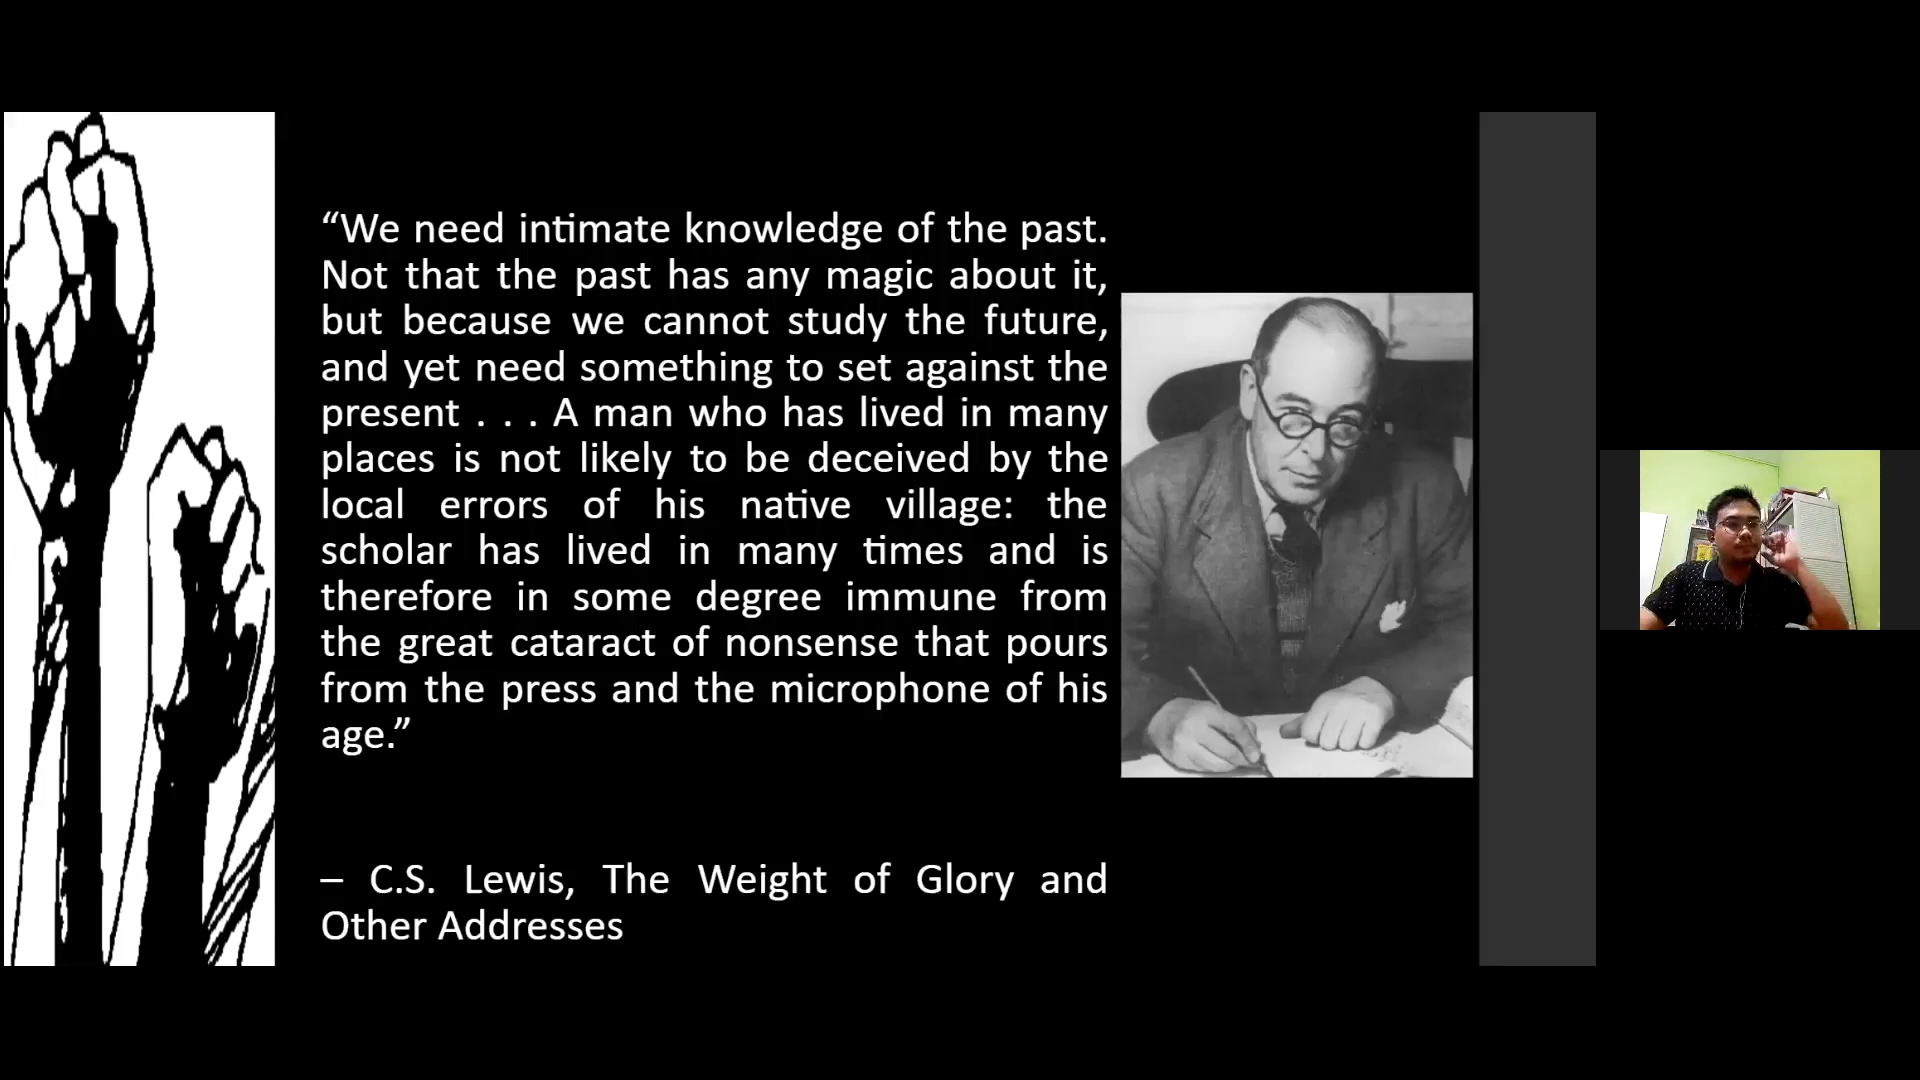 “We need intimate knowledge of the past.
Not that the past has any magic about it,
but because we cannot study the future,
and yet need something to set against the
present . . . A man who has lived in many
places is not likely to be deceived by the
local errors of his native village: the
scholar has lived in many times and is
therefore in some degree immune from
the great cataract of nonsense that pours
from the press and the microphone of his
age.”
– C.S. Lewis, The Weight of Glory and
Other Addresses